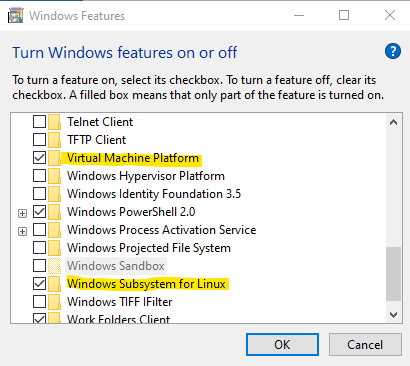 Windows Features
Turn Windows features on or off
To turn a feature on, select its checkbox. To turn a feature off, clear its
checkbox. A filled box means that only part of the feature is turned on.
Telnet Client
TFTP Client
Virtual Machine Platform
Windows Hypervisor Platform
Windows Identity Foundation 3.5
Windows PowerShell 2.0
Windows Process Activation Service
Windows Projected File System
Windows Sandbox
Windows Subsystem for Linux
Windows TIFF IFilter
Work Folders Client
OK Cancel